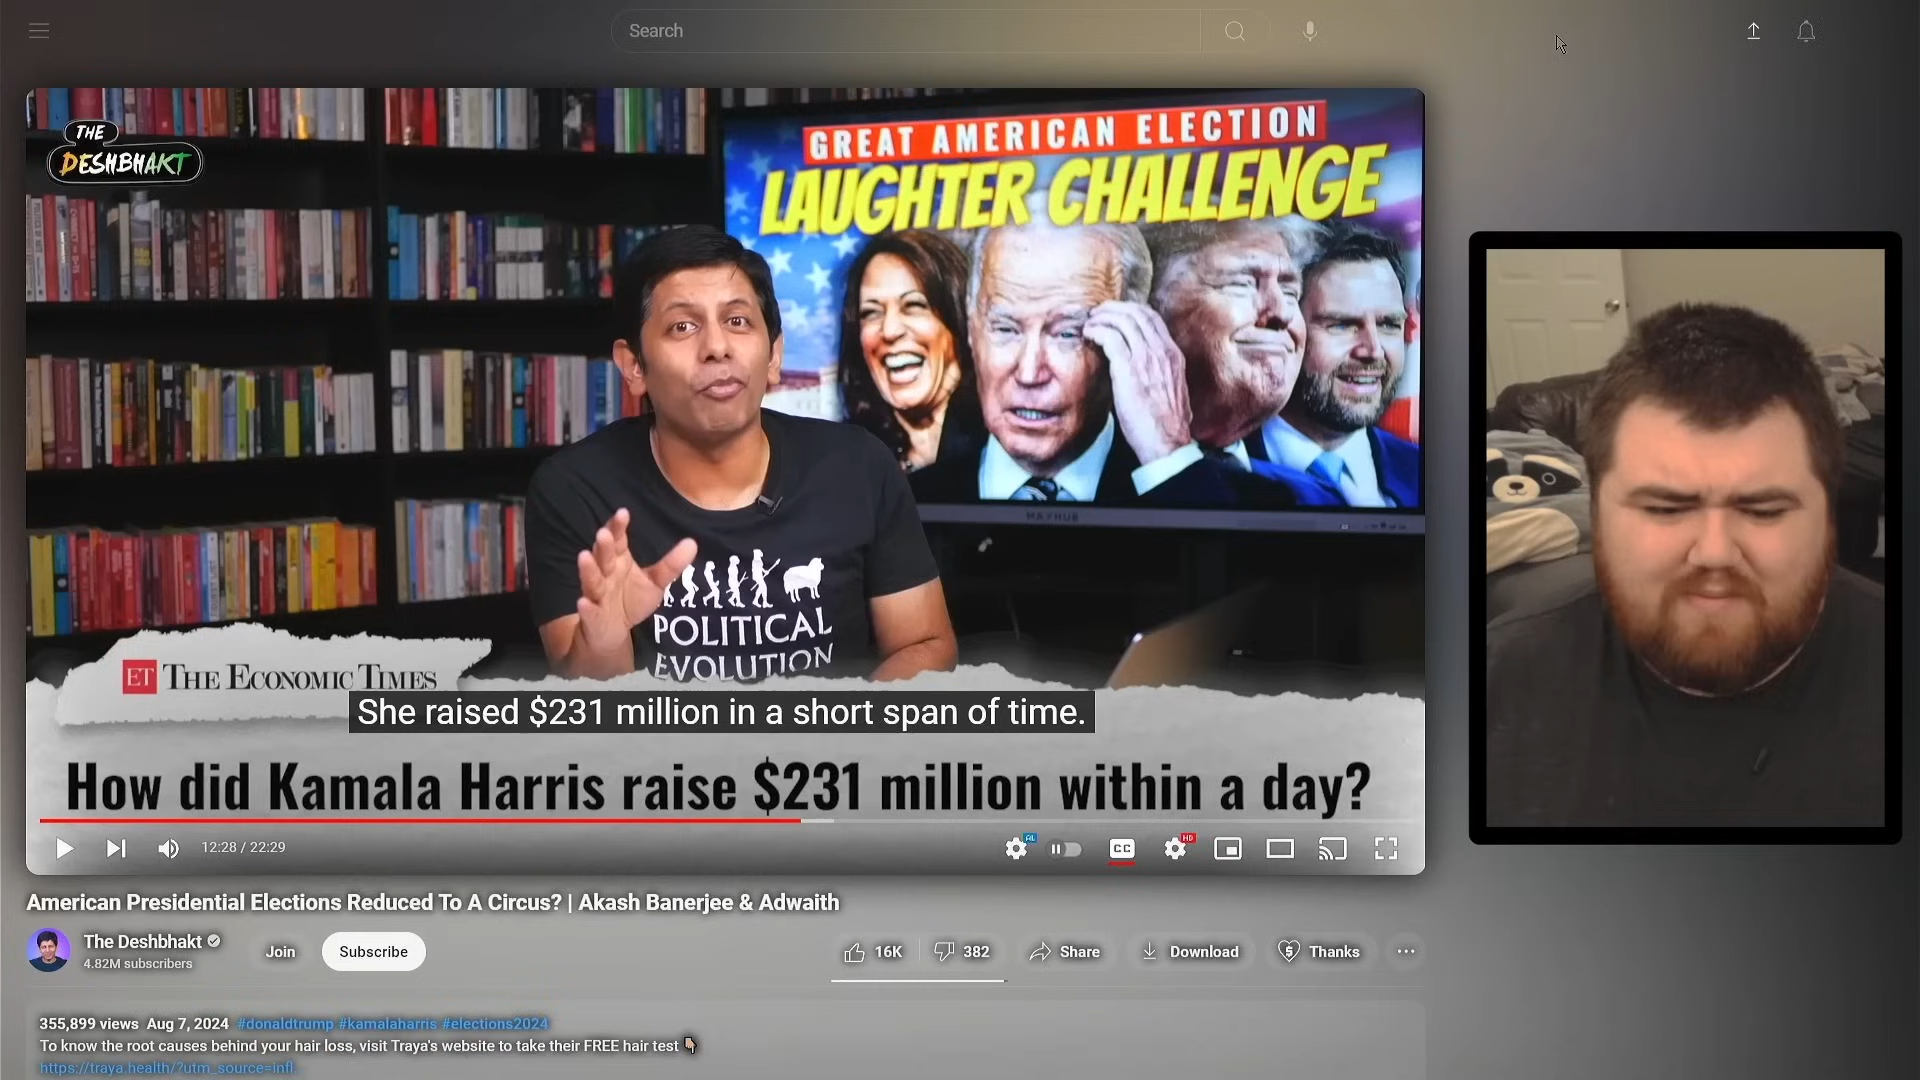 Search
THE
DESHBHAKT
GREAT AMERICAN ELECTION
LAUGHTER CHALLENGE
MAXHUB
POLITICAL
EVOLUTION
ET THE ECONOMIC TIMES
She raised $231 million in a short span of time.
How did Kamala Harris raise $231 million within a day?
12:28 / 22:29
CC
HD
American Presidential Elections Reduced To A Circus? | Akash Banerjee & Adwaith
The Deshbhakt
4.82M subscribers
Join
Subscribe
16K
382
Share
Download
Thanks
355,899 views Aug 7, 2024 #donaldtrump #kamalaharris #elections2024
To know the root causes behind your hair loss, visit Traya's website to take their FREE hair test
https://traya.health/?utm_source=infl